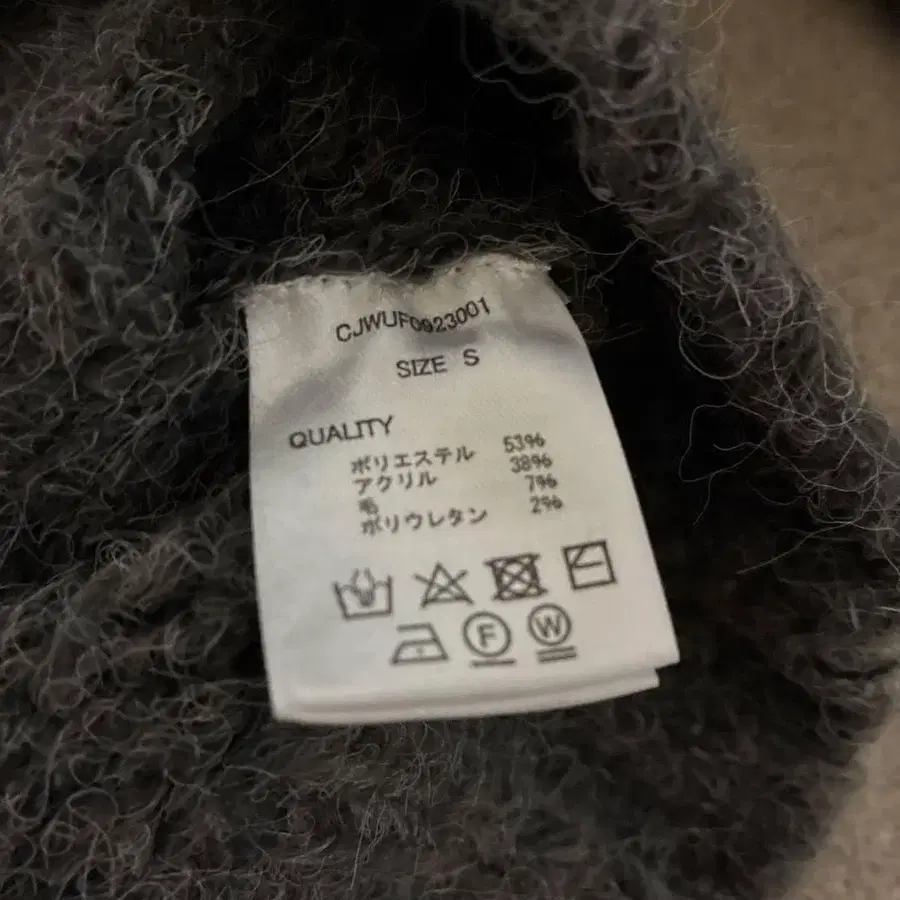 CJWUF0923001
SIZE S
QUALITY
ポリエステル 53%
アクリル 38%
毛 7%
ポリウレタン 2%
F W